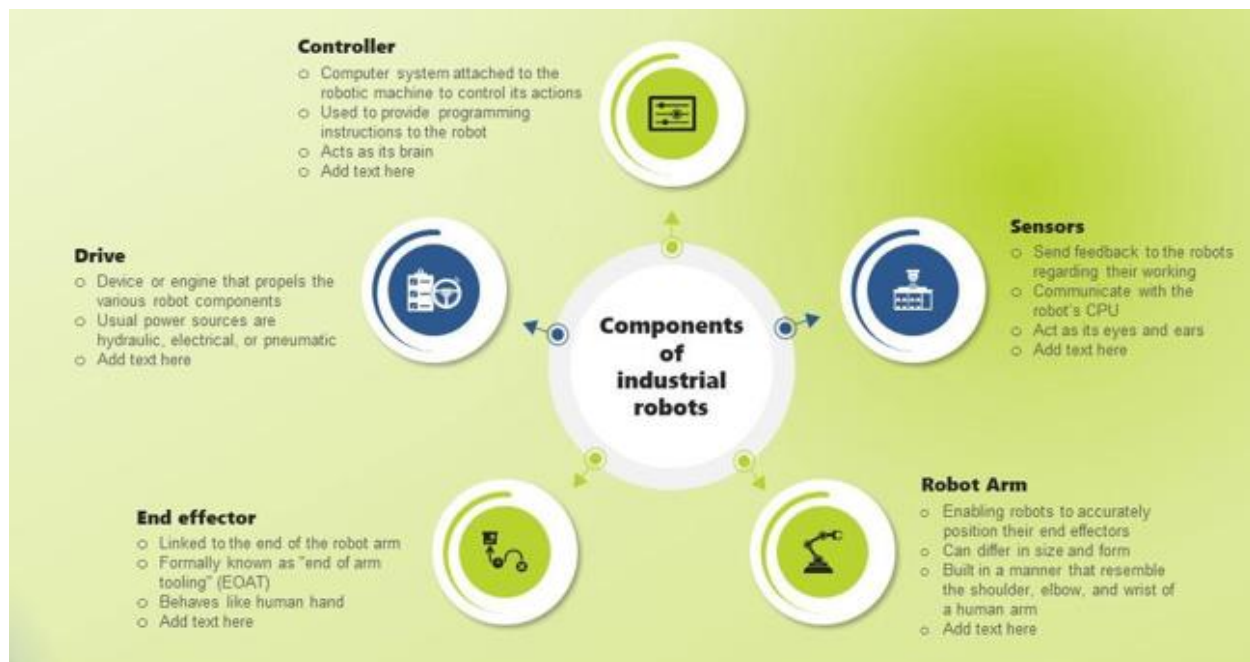 Controller
o Computer system attached to the
robotic machine to control its actions
o Used to provide programming
instructions to the robot
o Acts as its brain
o Add text here
Drive
o Device or engine that propels the
various robot components
o Usual power sources are
hydraulic, electrical, or pneumatic
o Add text here
Sensors
o Send feedback to the robots
regarding their working
o Communicate with the
robot's CPU
o Act as its eyes and ears
o Add text here
Components
of
industrial
robots
End effector
o Linked to the end of the robot arm
o Formally known as "end of arm
tooling" (EOAT)
o Behaves like human hand
o Add text here
Robot Arm
o Enabling robots to accurately
position their end effectors
o Can differ in size and form
o Built in a manner that resemble
the shoulder, elbow, and wrist of
a human arm
o Add text here